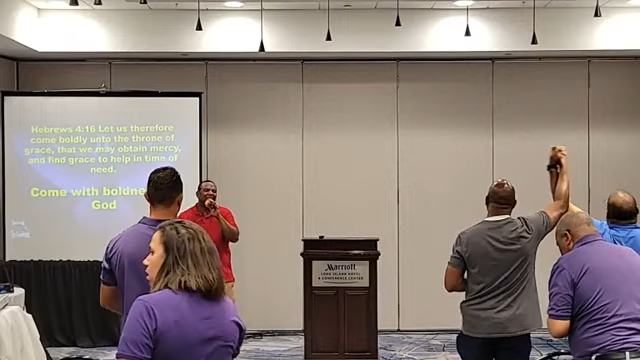 Hebrews 4:16 Let us therefore
come boldly unto the throne of
grace, that we may obtain mercy,
and find grace to help in time of
need.
Come with
God
Marriott
LONG ISLAND HOTEL
& CONFERENCE CENTER